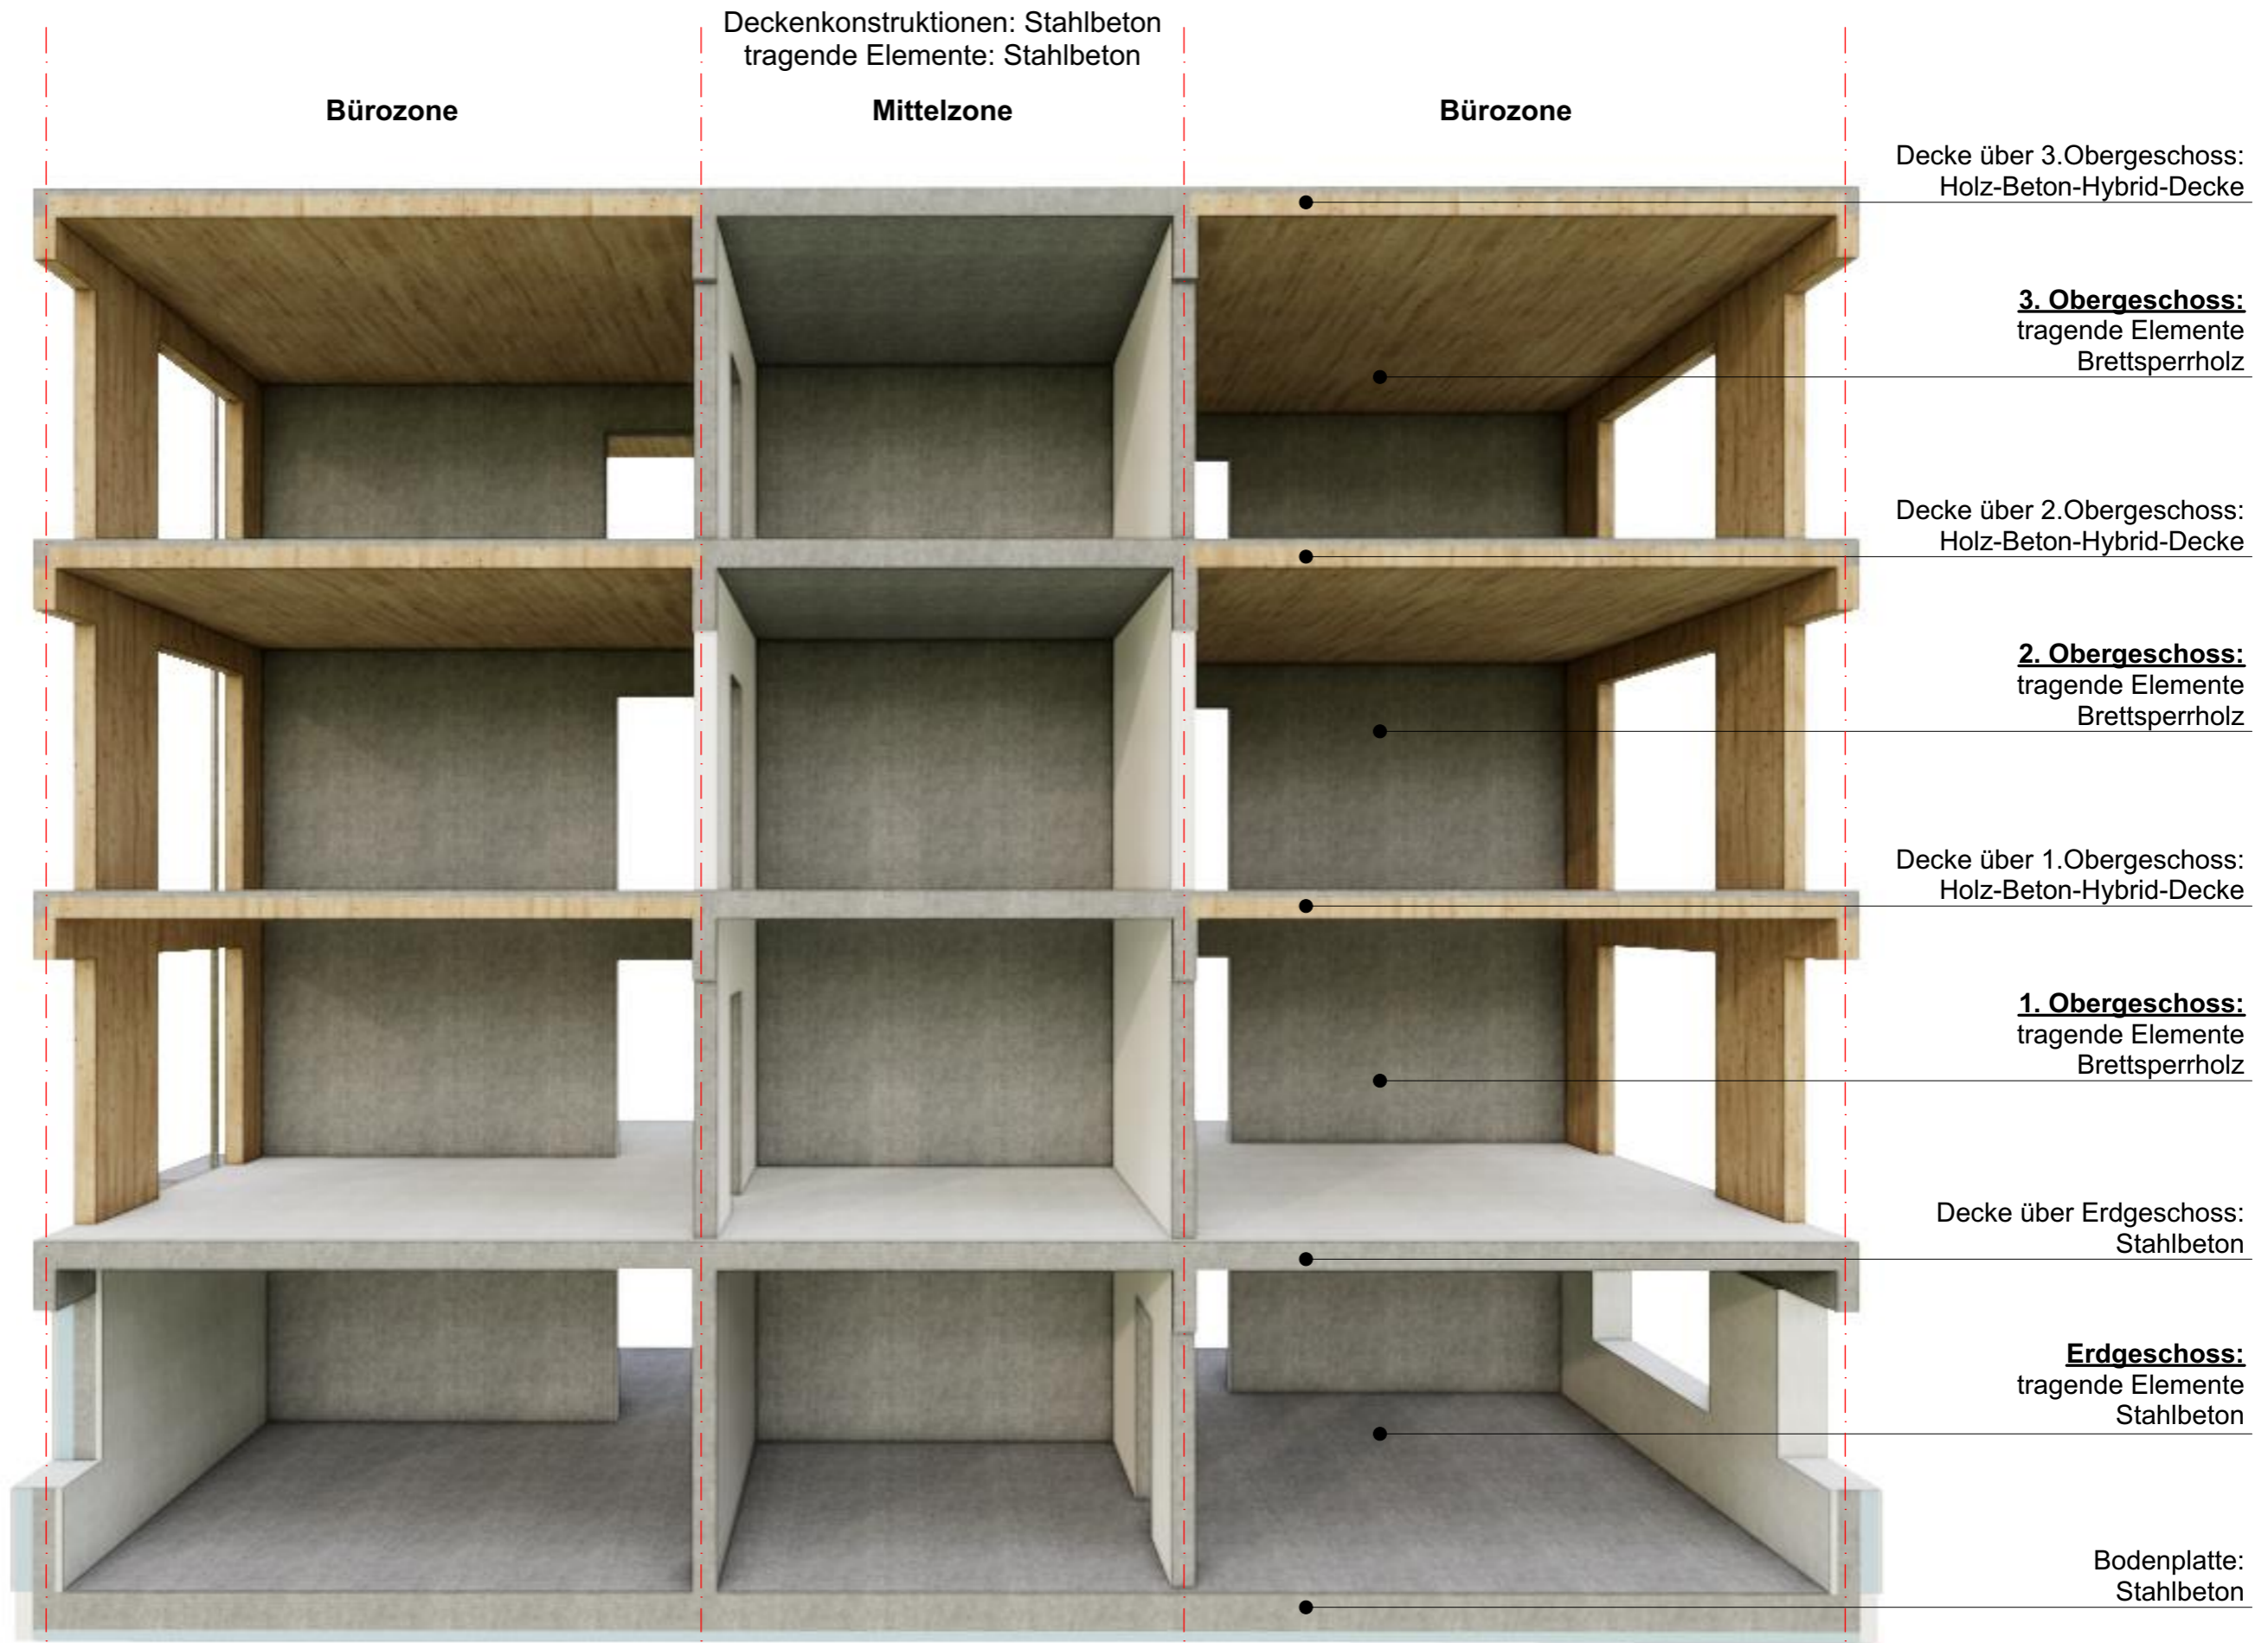 Deckenkonstruktionen: Stahlbeton
tragende Elemente: Stahlbeton
Bürozone
Mittelzone
Bürozone
Decke über 3.Obergeschoss:
Holz-Beton-Hybrid-Decke
3. Obergeschoss:
tragende Elemente
Brettsperrholz
Decke über 2.Obergeschoss:
Holz-Beton-Hybrid-Decke
2. Obergeschoss:
tragende Elemente
Brettsperrholz
Decke über 1.Obergeschoss:
Holz-Beton-Hybrid-Decke
1. Obergeschoss:
tragende Elemente
Brettsperrholz
Decke über Erdgeschoss:
Stahlbeton
Erdgeschoss:
tragende Elemente
Stahlbeton
Bodenplatte:
Stahlbeton